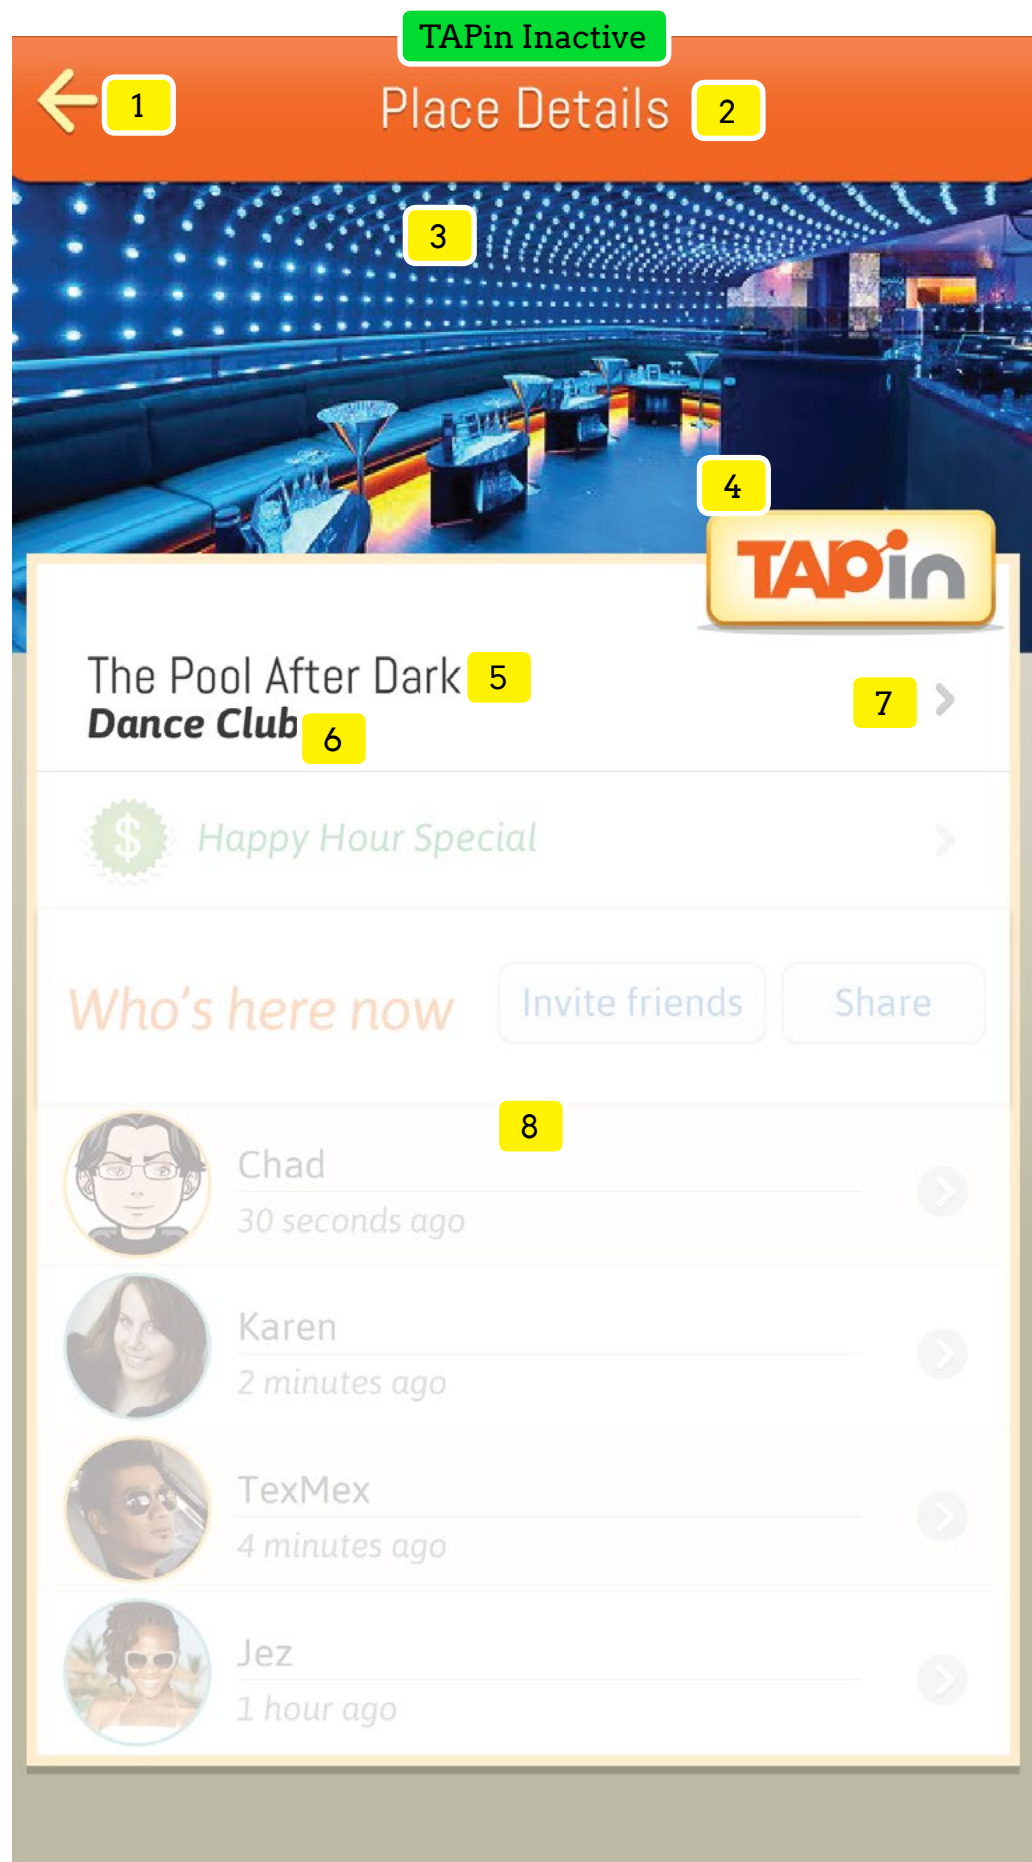 TAPin Inactive
1
Place Details 2
3
4
TAPin
The Pool After Dark 5
Dance Club 6
7
Happy Hour Special
Who's here now
Invite friends
Share
8
Chad
30 seconds ago
Karen
2 minutes ago
TexMex
4 minutes ago
Jez
1 hour ago